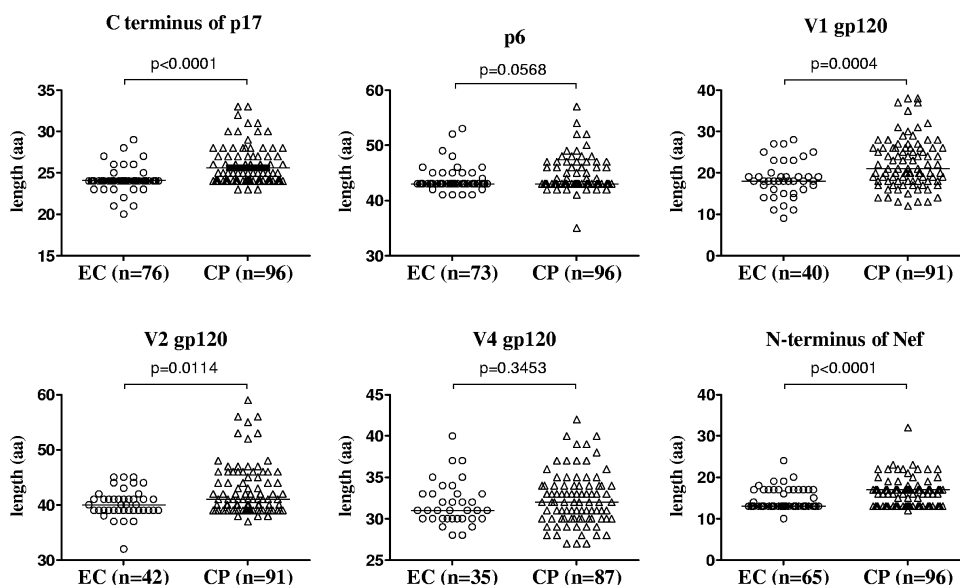 C terminus of p17
p<0.0001
length (aa)
35
30
25
20
15
EC (n=76)
CP (n=96)
p6
p=0.0568
length (aa)
60
50
40
30
EC (n=73)
CP (n=96)
V1 gp120
p=0.0004
length (aa)
40
30
20
10
0
EC (n=40)
CP (n=91)
V2 gp120
p=0.0114
length (aa)
60
50
40
30
EC (n=42)
CP (n=91)
V4 gp120
p=0.3453
length (aa)
45
40
35
30
25
EC (n=35)
CP (n=87)
N-terminus of Nef
p<0.0001
length (aa)
40
30
20
10
0
EC (n=65)
CP (n=96)